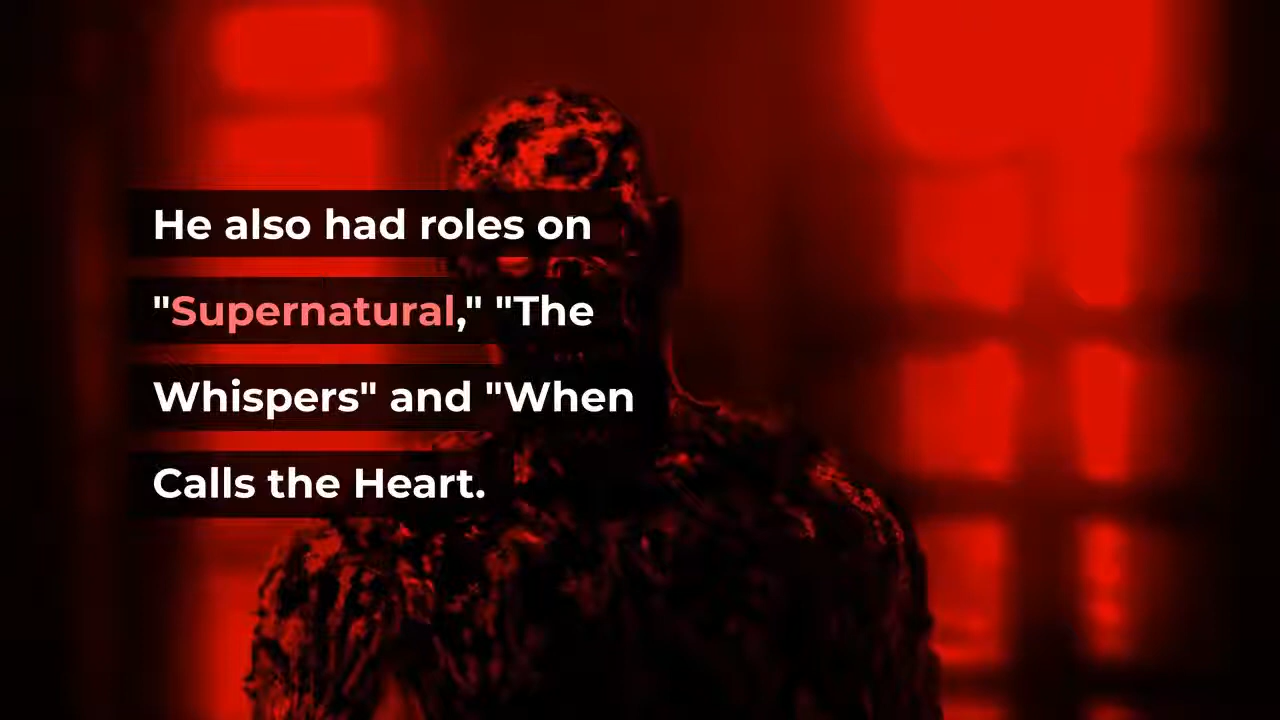 He also had roles on
"Supernatural," "The
Whispers" and "When
Calls the Heart.